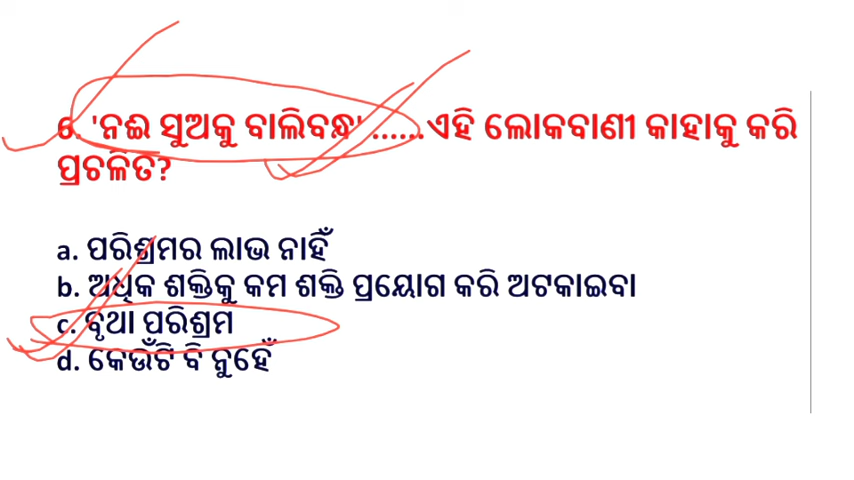 6. 'ନଈ ସୁଅକୁ ବାଲିବନ୍ଧ' ......ଏହି ଲୋକବାଣୀ କାହାକୁ କରି
ପ୍ରଚଳିତ?
a. ପରିଶ୍ରମର ଲାଭ ନାହିଁ
b. ଅଧିକ ଶକ୍ତିକୁ କମ ଶକ୍ତି ପ୍ରୟୋଗ କରି ଅଟକାଇବା
c. ବୃଥା ପରିଶ୍ରମ
d. କେଉଁଟି ବି ନୁହେଁ